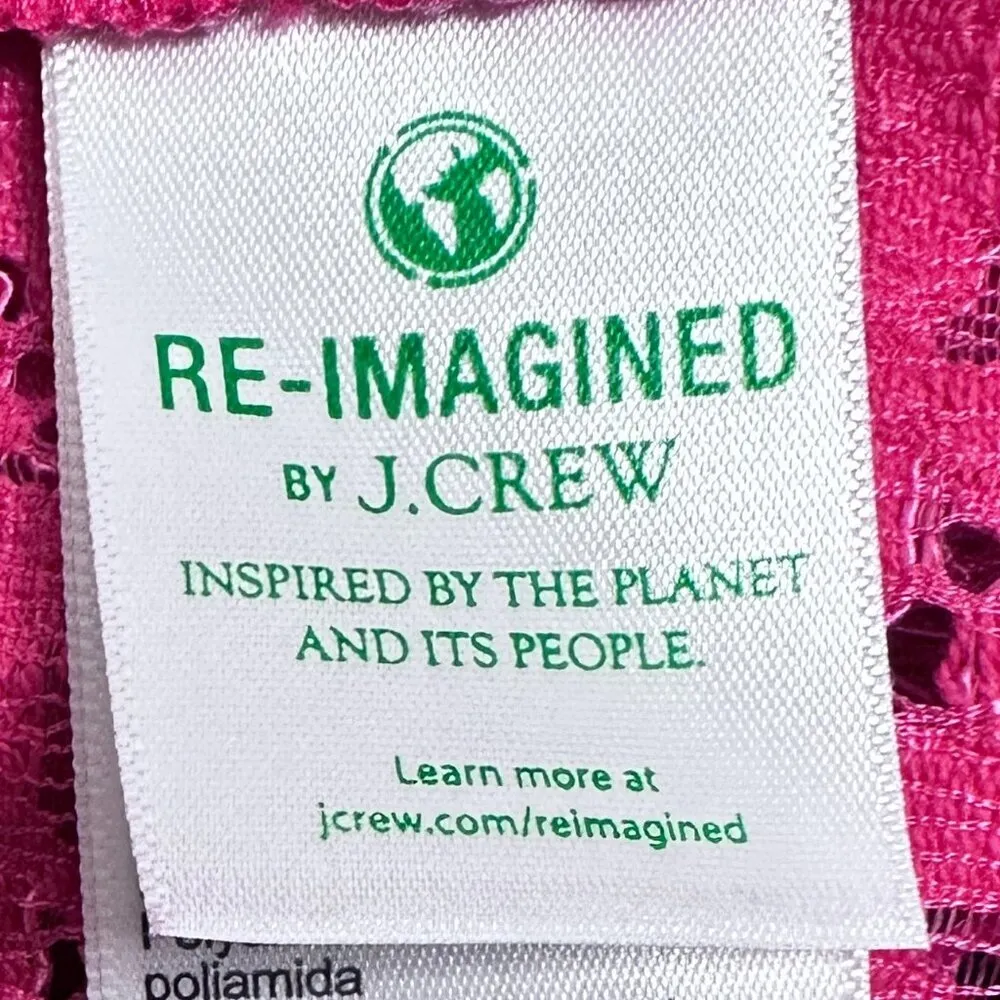 RE-IMAGINED
BY J.CREW
INSPIRED BY THE PLANET
AND ITS PEOPLE.
Learn more at
jcrew.com/reimagined
poliamida